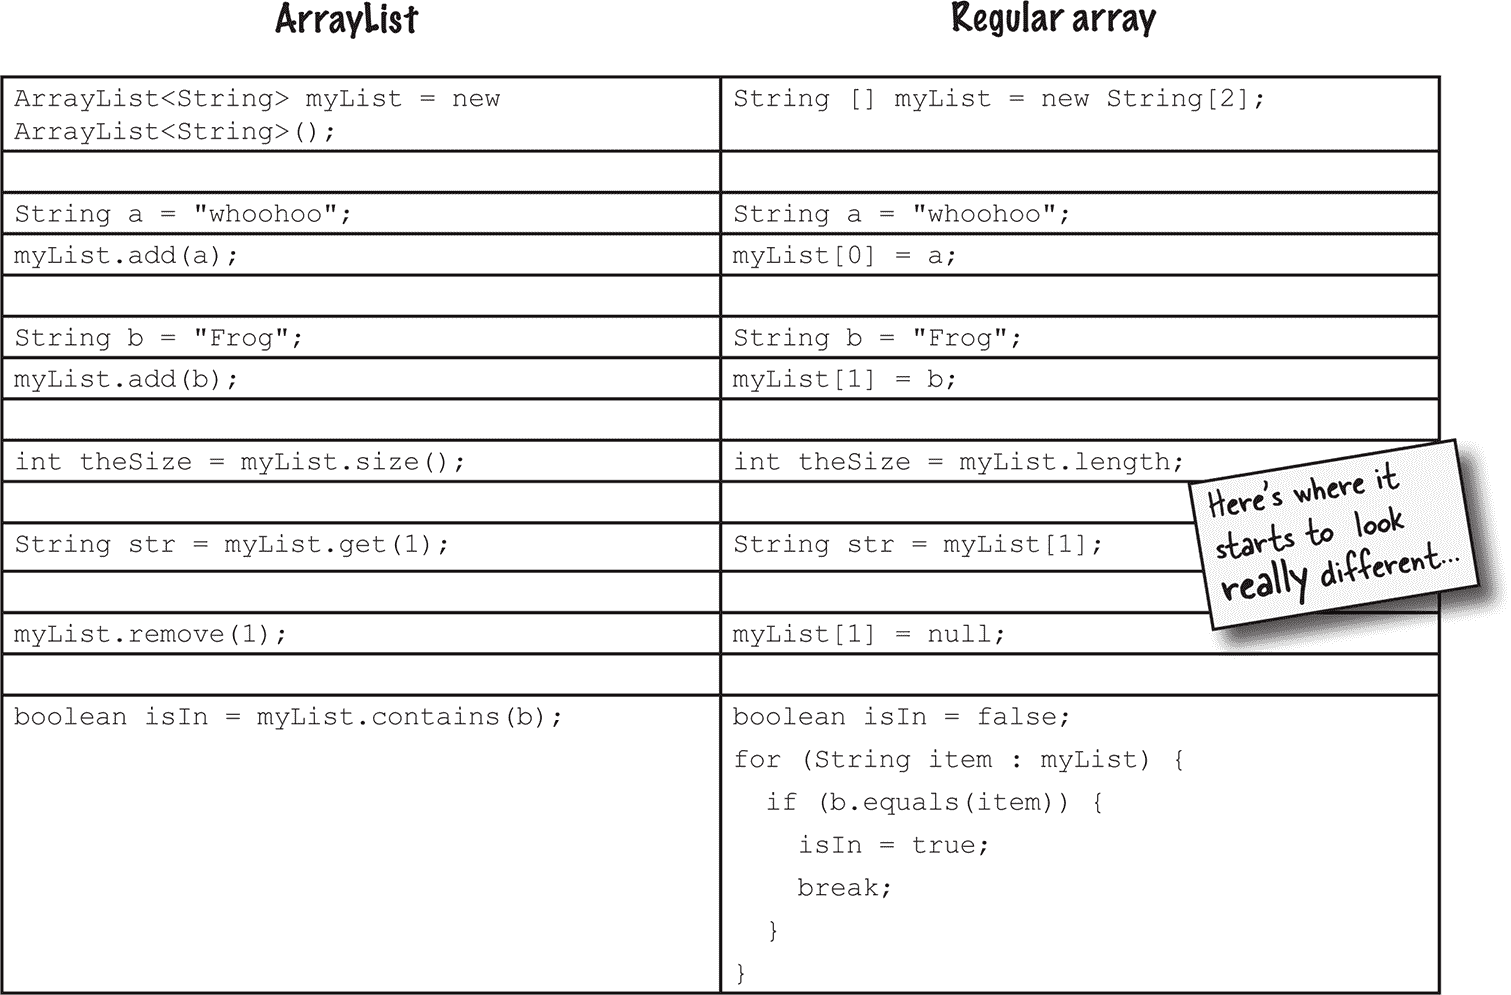 ArrayList
Regular array
ArrayList<String> myList = new
ArrayList<String>();
String [] myList = new String[2];
String a = "whoohoo";
String a = "whoohoo";
myList.add(a);
myList[0] = a;
String b = "Frog";
String b = "Frog";
myList.add(b);
myList[1] = b;
int theSize = myList.size();
int theSize = myList.length;
Here's where it
starts to look
really different...
String str = myList.get(1);
String str = myList[1];
myList.remove(1);
myList[1] = null;
boolean isIn = myList.contains(b);
boolean isIn = false;
for (String item : myList) {
if (b.equals(item)) {
isIn = true;
break;
}
}